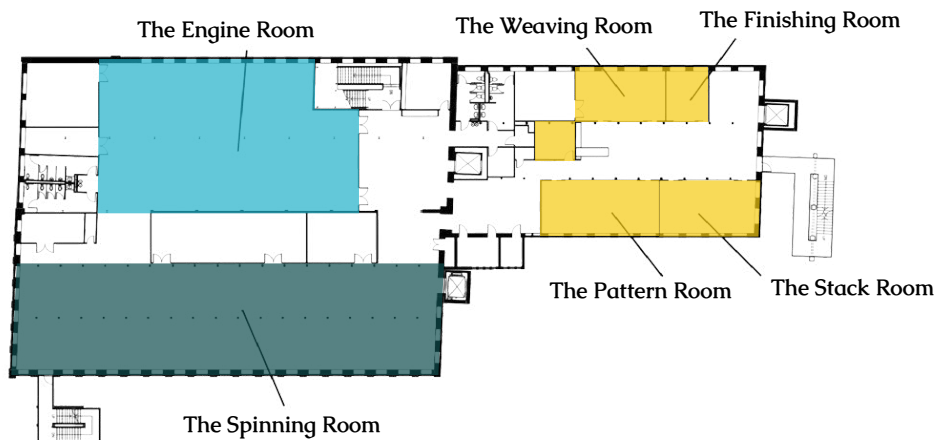 The Engine Room
The Weaving Room
The Finishing Room
The Pattern Room
The Stack Room
The Spinning Room